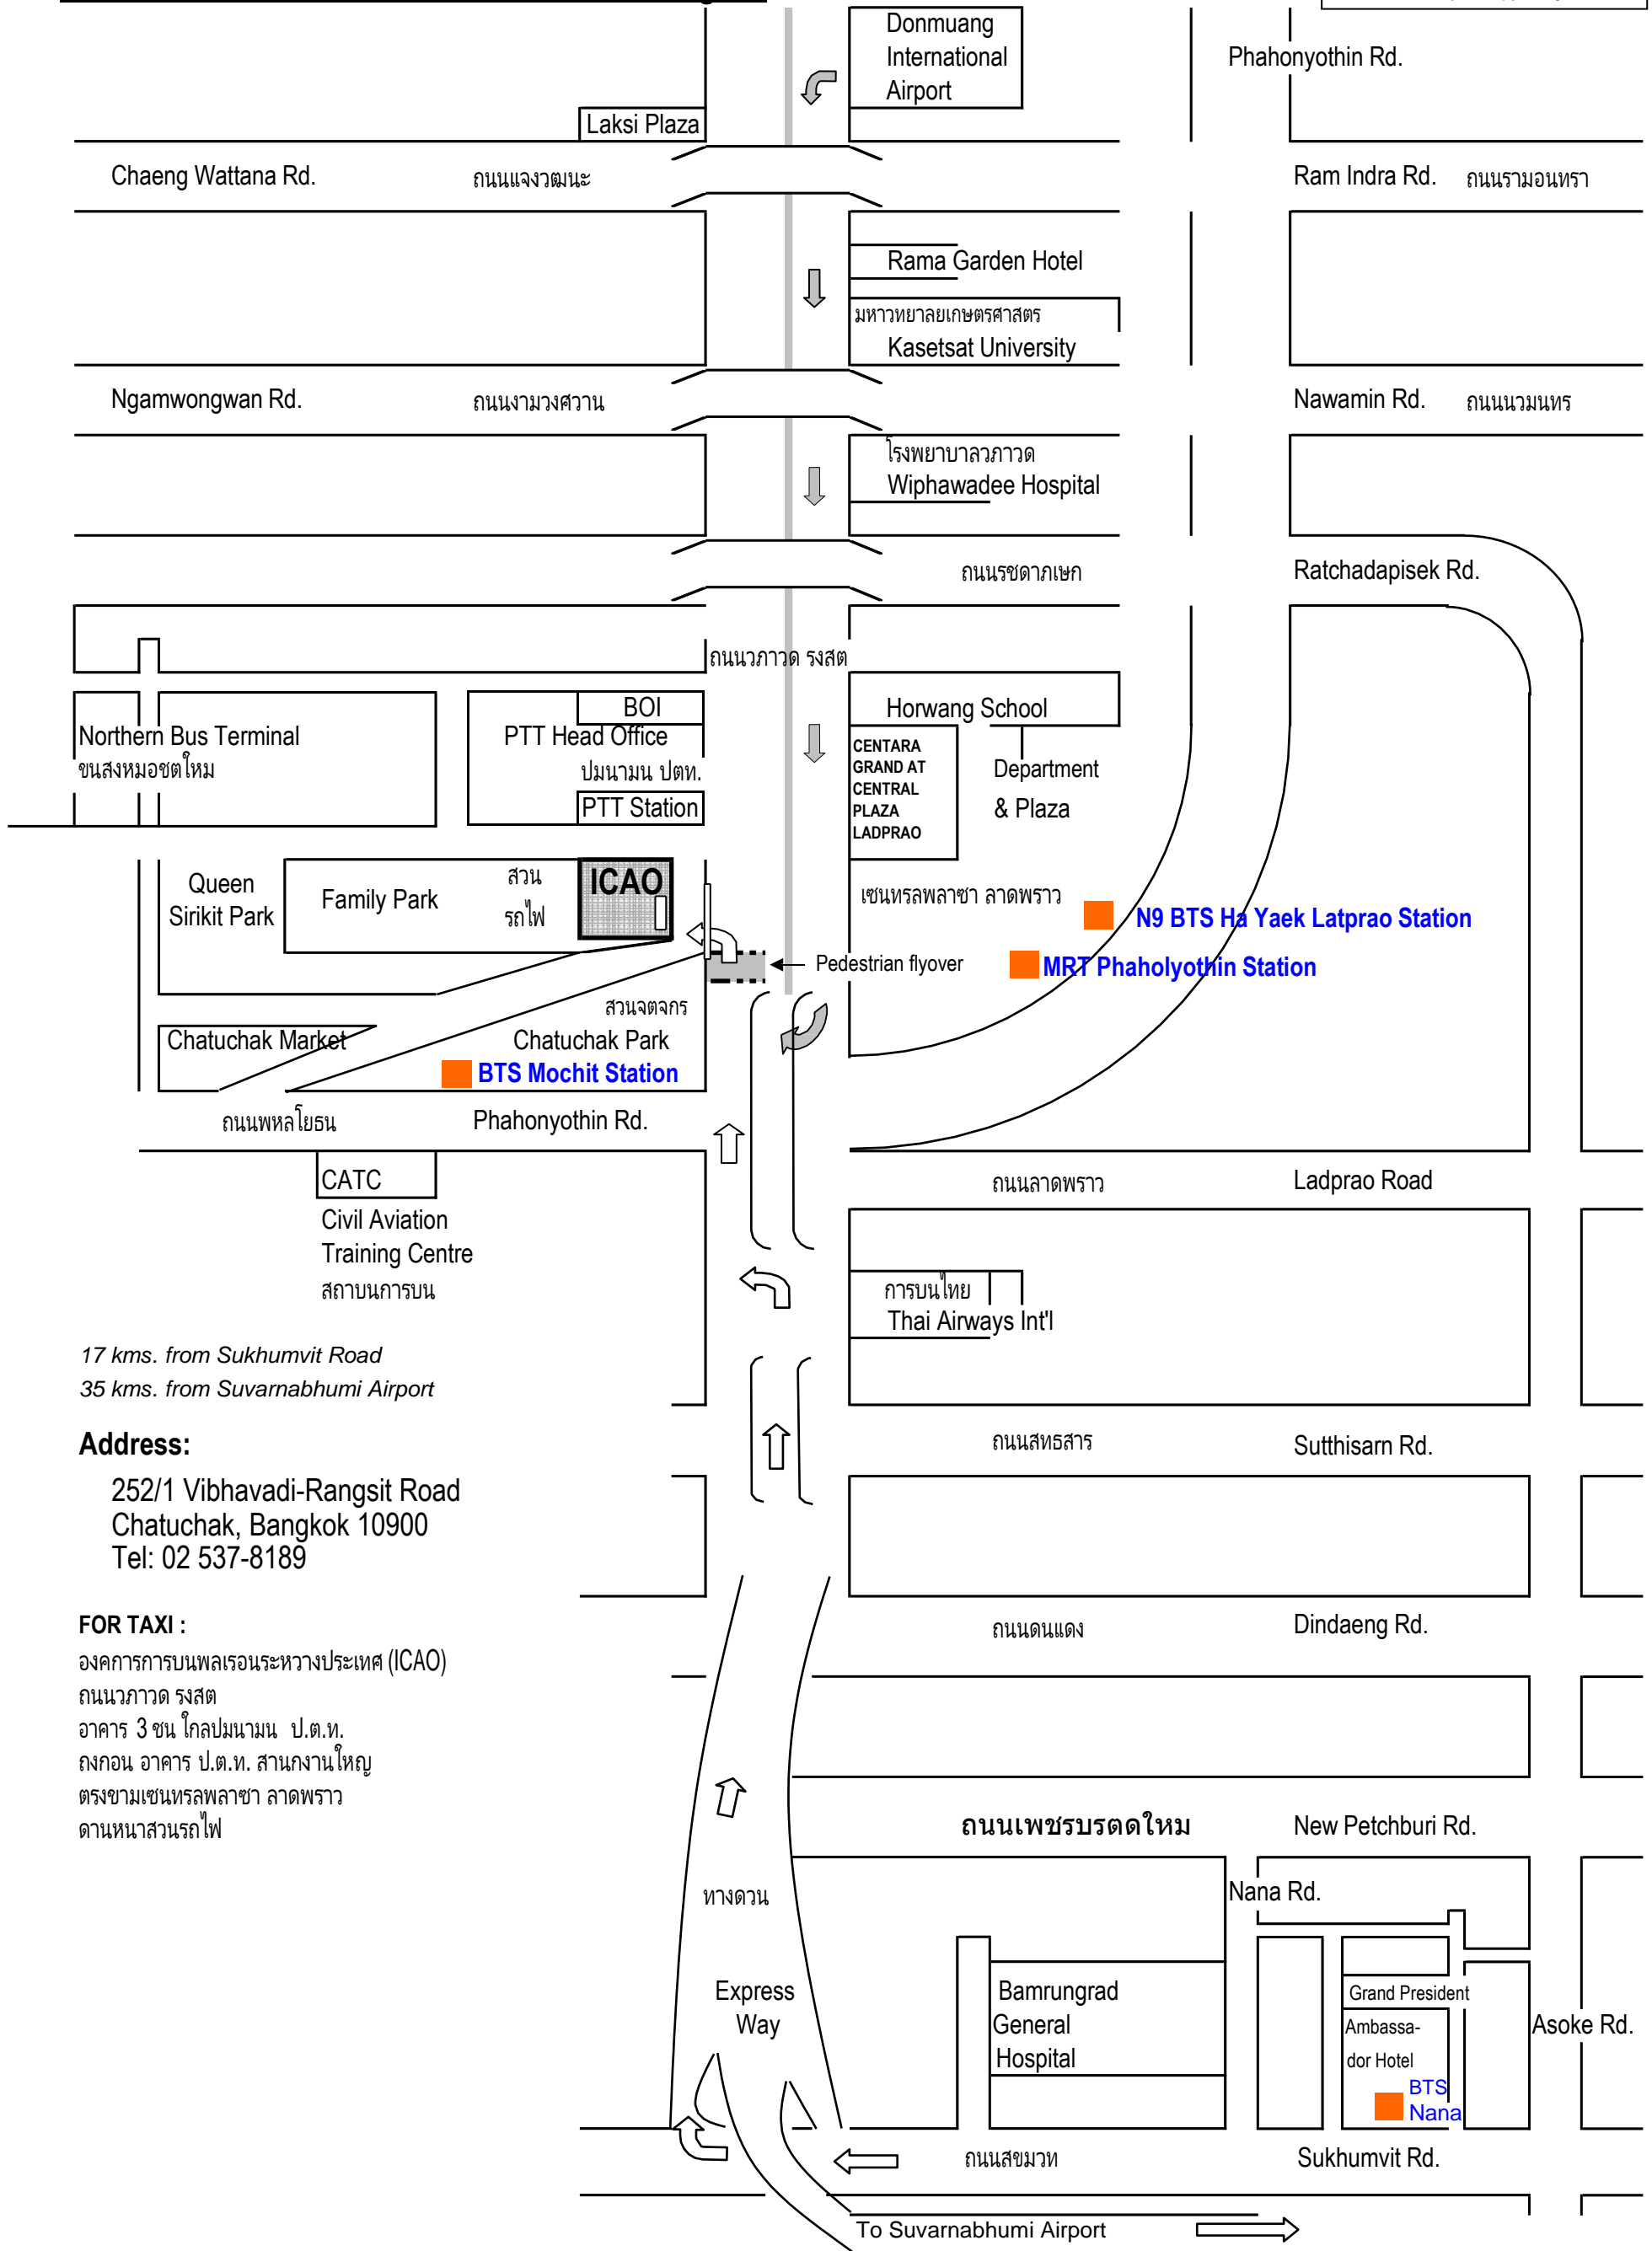 Donmuang
International
Airport
Phahonyothin Rd.
Laksi Plaza
Chaeng Wattana Rd.
ถนนแจงวฒนะ
Ram Indra Rd.
ถนนรามอนทรา
Rama Garden Hotel
มหาวทยาลยเกษตรศาสตร
Kasetsat University
Ngamwongwan Rd.
ถนนงามวงศวาน
Nawamin Rd.
ถนนนวมนทร
โรงพยาบาลวภาวด
Wiphawadee Hospital
ถนนรชดาภเษก
Ratchadapisek Rd.
ถนนวภาวด รงสต
BOI
Horwang School
Northern Bus Terminal
ขนสงหมอชตใหม
PTT Head Office
ปมนามน ปตท.
PTT Station
CENTARA
GRAND AT
CENTRAL
PLAZA
LADPRAO
Department
& Plaza
Queen
Sirikit Park
Family Park
สวน
รถไฟ
ICAO
เซนทรลพลาซา ลาดพราว
N9 BTS Ha Yaek Latprao Station
Pedestrian flyover
MRT Phaholyothin Station
สวนจตจกร
Chatuchak Market
Chatuchak Park
BTS Mochit Station
ถนนพหลโยธน
Phahonyothin Rd.
CATC
Civil Aviation
Training Centre
สถาบนการบน
ถนนลาดพราว
Ladprao Road
การบนไทย
Thai Airways Int'l
17 kms. from Sukhumvit Road
35 kms. from Suvarnabhumi Airport
Address:
252/1 Vibhavadi-Rangsit Road
Chatuchak, Bangkok 10900
Tel: 02 537-8189
ถนนสทธสาร
Sutthisarn Rd.
FOR TAXI :
องคการการบนพลเรอนระหวางประเทศ (ICAO)
ถนนวภาวด รงสต
อาคาร 3 ชน ใกลปมนามน ป.ต.ท.
ถงกอน อาคาร ป.ต.ท. สานกงานใหญ
ตรงขามเซนทรลพลาซา ลาดพราว
ดานหนาสวนรถไฟ
ถนนดนแดง
Dindaeng Rd.
ถนนเพชรบรตดใหม
New Petchburi Rd.
ทางดวน
Nana Rd.
Express
Way
Bamrungrad
General
Hospital
Grand President
Ambassa-
dor Hotel
BTS
Nana
Asoke Rd.
ถนนสขมวท
Sukhumvit Rd.
To Suvarnabhumi Airport